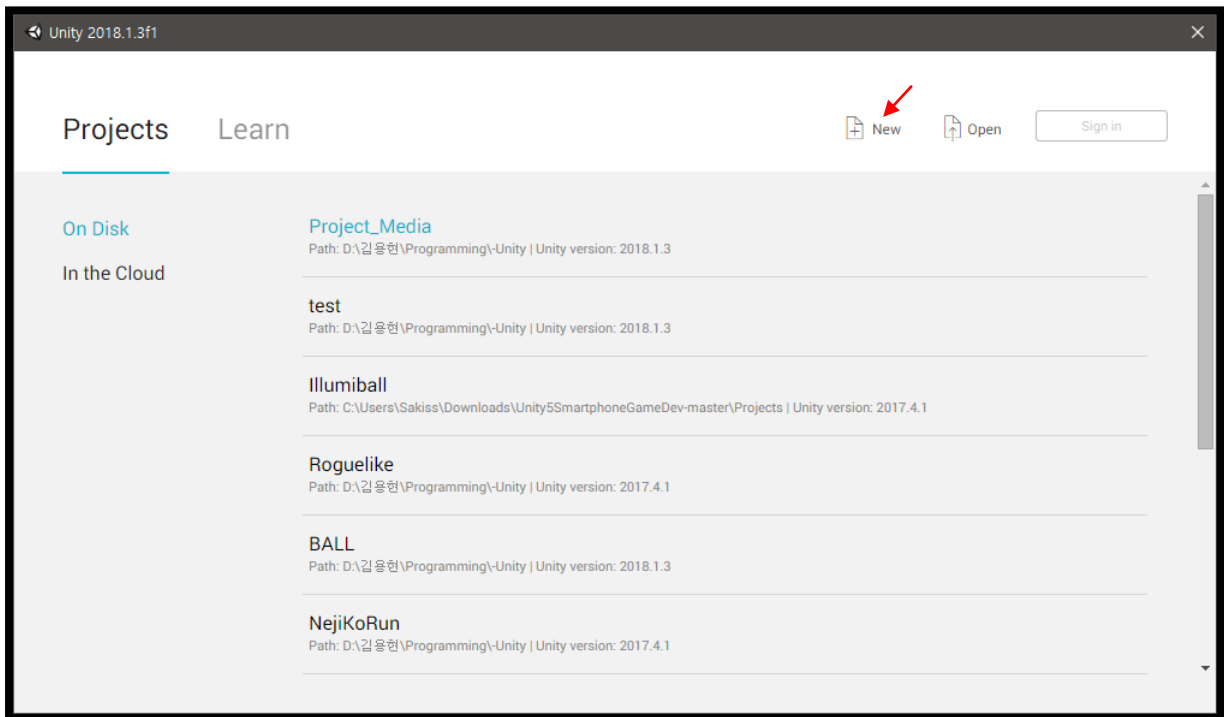 Unity 2018.1.3f1
Projects
Learn
New
Open
Sign in
On Disk
In the Cloud
Project_Media
Path: D:\김용현\Programming\-Unity | Unity version: 2018.1.3
test
Path: D:\김용현\Programming\-Unity | Unity version: 2018.1.3
Illumiball
Path: C:\Users\Sakiss\Downloads\Unity5SmartphoneGameDev-master\Projects | Unity version: 2017.4.1
Roguelike
Path: D:\김용현\Programming\-Unity | Unity version: 2017.4.1
BALL
Path: D:\김용현\Programming\-Unity | Unity version: 2018.1.3
NejiKoRun
Path: D:\김용현\Programming\-Unity | Unity version: 2017.4.1